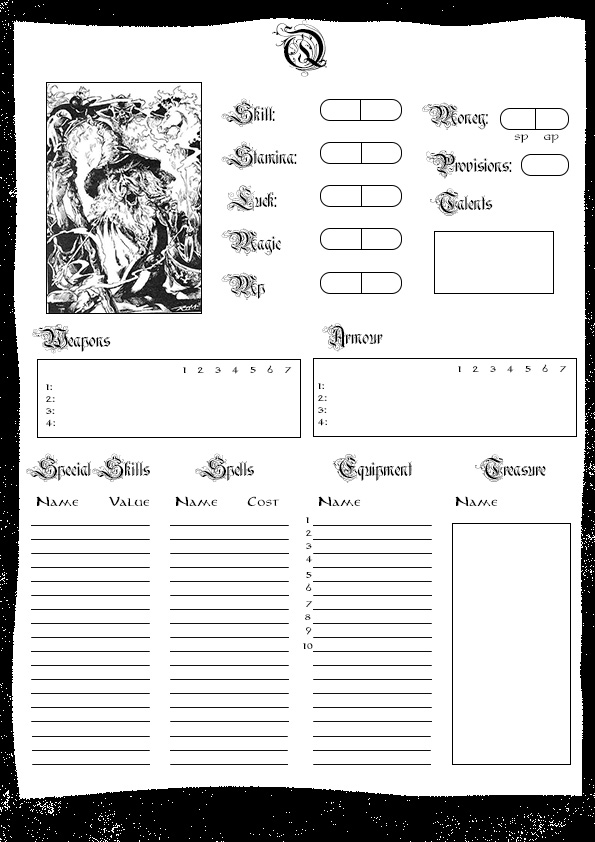 Skill:
Stamina:
Luck:
Magic
Mp
Money:
sp gp
Provisions:
Talents
Weapons
1 2 3 4 5 6 7
1:
2:
3:
4:
Armour
1 2 3 4 5 6 7
1:
2:
3:
4:
Special Skills
Name Value
Spells
Name Cost
Equipment
Name
1
2
3
4
5
6
7
8
9
10
Treasure
Name